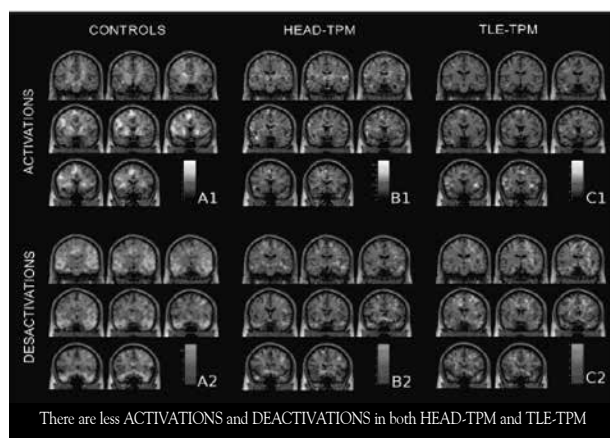 CONTROLS HEAD-TPM TLE-TPM
ACTIVATIONS
A1 B1 C1
DESACTIVATIONS
A2 B2 C2
There are less ACTIVATIONS and DEACTIVATIONS in both HEAD-TPM and TLE-TPM